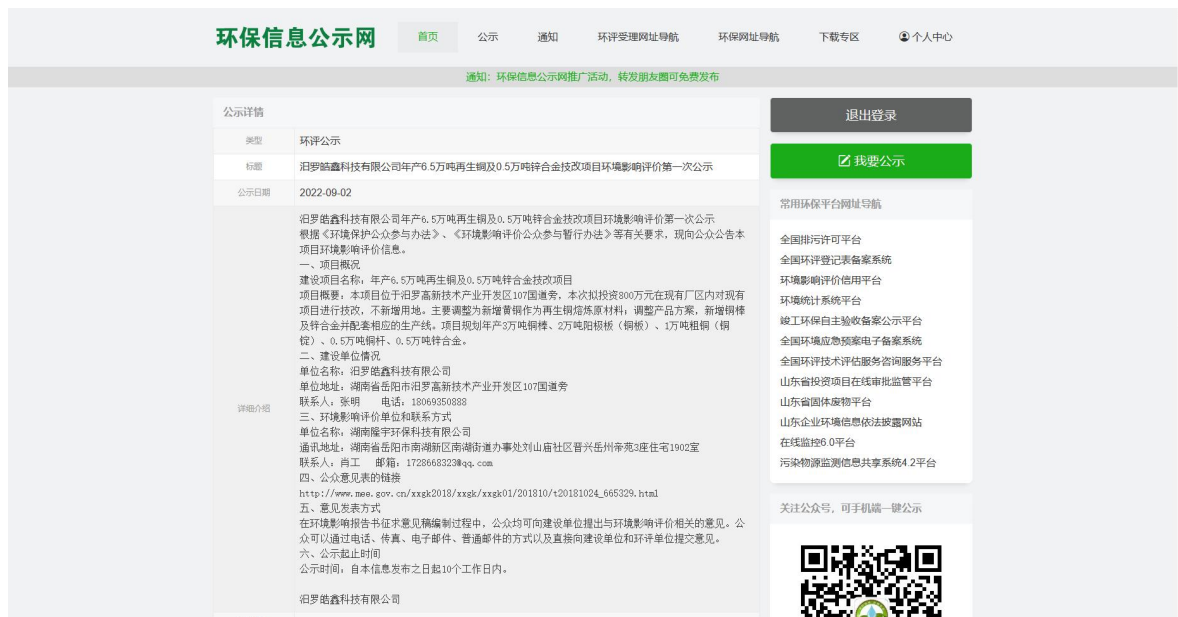 环保信息公示网
首页
公示
通知
环评受理网址导航
环保网址导航
下载专区
个人中心
通知：环保信息公示网推广活动，转发朋友圈可免费发布
公示详情
类型
环评公示
标题
汨罗皓鑫科技有限公司年产6.5万吨再生铜及0.5万吨锌合金技改项目环境影响评价第一次公示
公示日期
2022-09-02
详细介绍
汨罗皓鑫科技有限公司年产6.5万吨再生铜及0.5万吨锌合金技改项目环境影响评价第一次公示
根据《环境保护公众参与办法》、《环境影响评价公众参与暂行办法》等有关要求，现向公众公告本
项目环境影响评价信息。
一、项目概况
建设项目名称：年产6.5万吨再生铜及0.5万吨锌合金技改项目
项目概要：本项目位于汨罗高新技术产业开发区107国道旁，本次拟投资800万元在现有厂区内对现有
项目进行技改，不新增用地。主要调整为新增黄铜作为再生铜熔炼原材料；调整产品方案，新增铜棒
及锌合金并配套相应的生产线。项目规划年产3万吨铜棒、2万吨阳极板（铜板）、1万吨粗铜（铜
锭）、0.5万吨铜杆、0.5万吨锌合金。
二、建设单位情况
单位名称：汨罗皓鑫科技有限公司
单位地址：湖南省岳阳市汨罗高新技术产业开发区107国道旁
联系人：张明 电话：18069350888
三、环境影响评价单位和联系方式
单位名称：湖南隆宇环保科技有限公司
通讯地址：湖南省岳阳市南湖新区南湖街道办事处刘山庙社区晋兴岳州帝苑3座住宅1902室
联系人：肖工 邮箱：1728668323@qq.com
四、公众意见表的链接
http://www.mee.gov.cn/xxgk2018/xxgk/xxgk01/201810/t20181024_665329.html
五、意见发表方式
在环境影响报告书征求意见稿编制过程中，公众均可向建设单位提出与环境影响评价相关的意见。公
众可以通过电话、传真、电子邮件、普通邮件的方式以及直接向建设单位和环评单位提交意见。
六、公示起止时间
公示时间：自本信息发布之日起10个工作日内。
汨罗皓鑫科技有限公司
退出登录
我要公示
常用环保平台网址导航
全国排污许可平台
全国环评登记表备案系统
环境影响评价信用平台
环境统计系统平台
竣工环保自主验收备案公示平台
全国环境应急预案电子备案系统
全国环评技术评估服务咨询服务平台
山东省投资项目在线审批监管平台
山东省固体废物平台
山东企业环境信息依法披露网站
在线监控6.0平台
污染物源监测信息共享系统4.2平台
关注公众号，可手机端一键公示